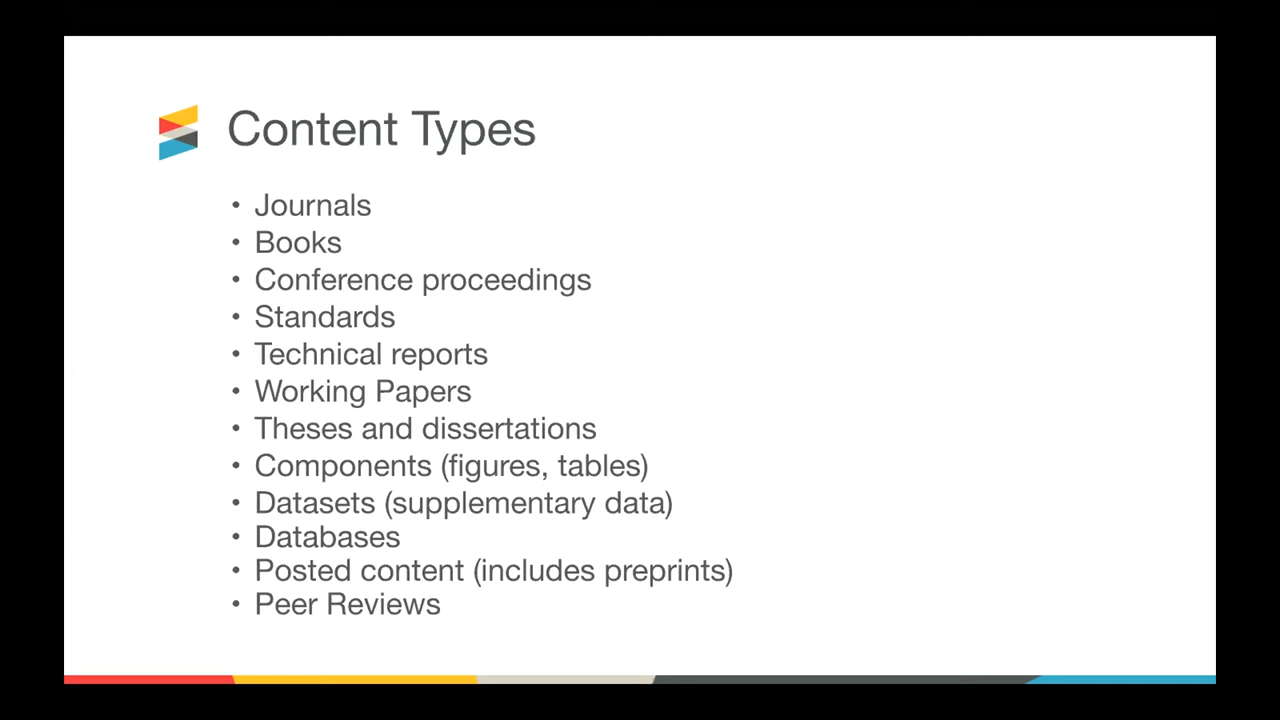 Content Types
• Journals
• Books
• Conference proceedings
• Standards
• Technical reports
• Working Papers
• Theses and dissertations
• Components (figures, tables)
• Datasets (supplementary data)
• Databases
• Posted content (includes preprints)
• Peer Reviews